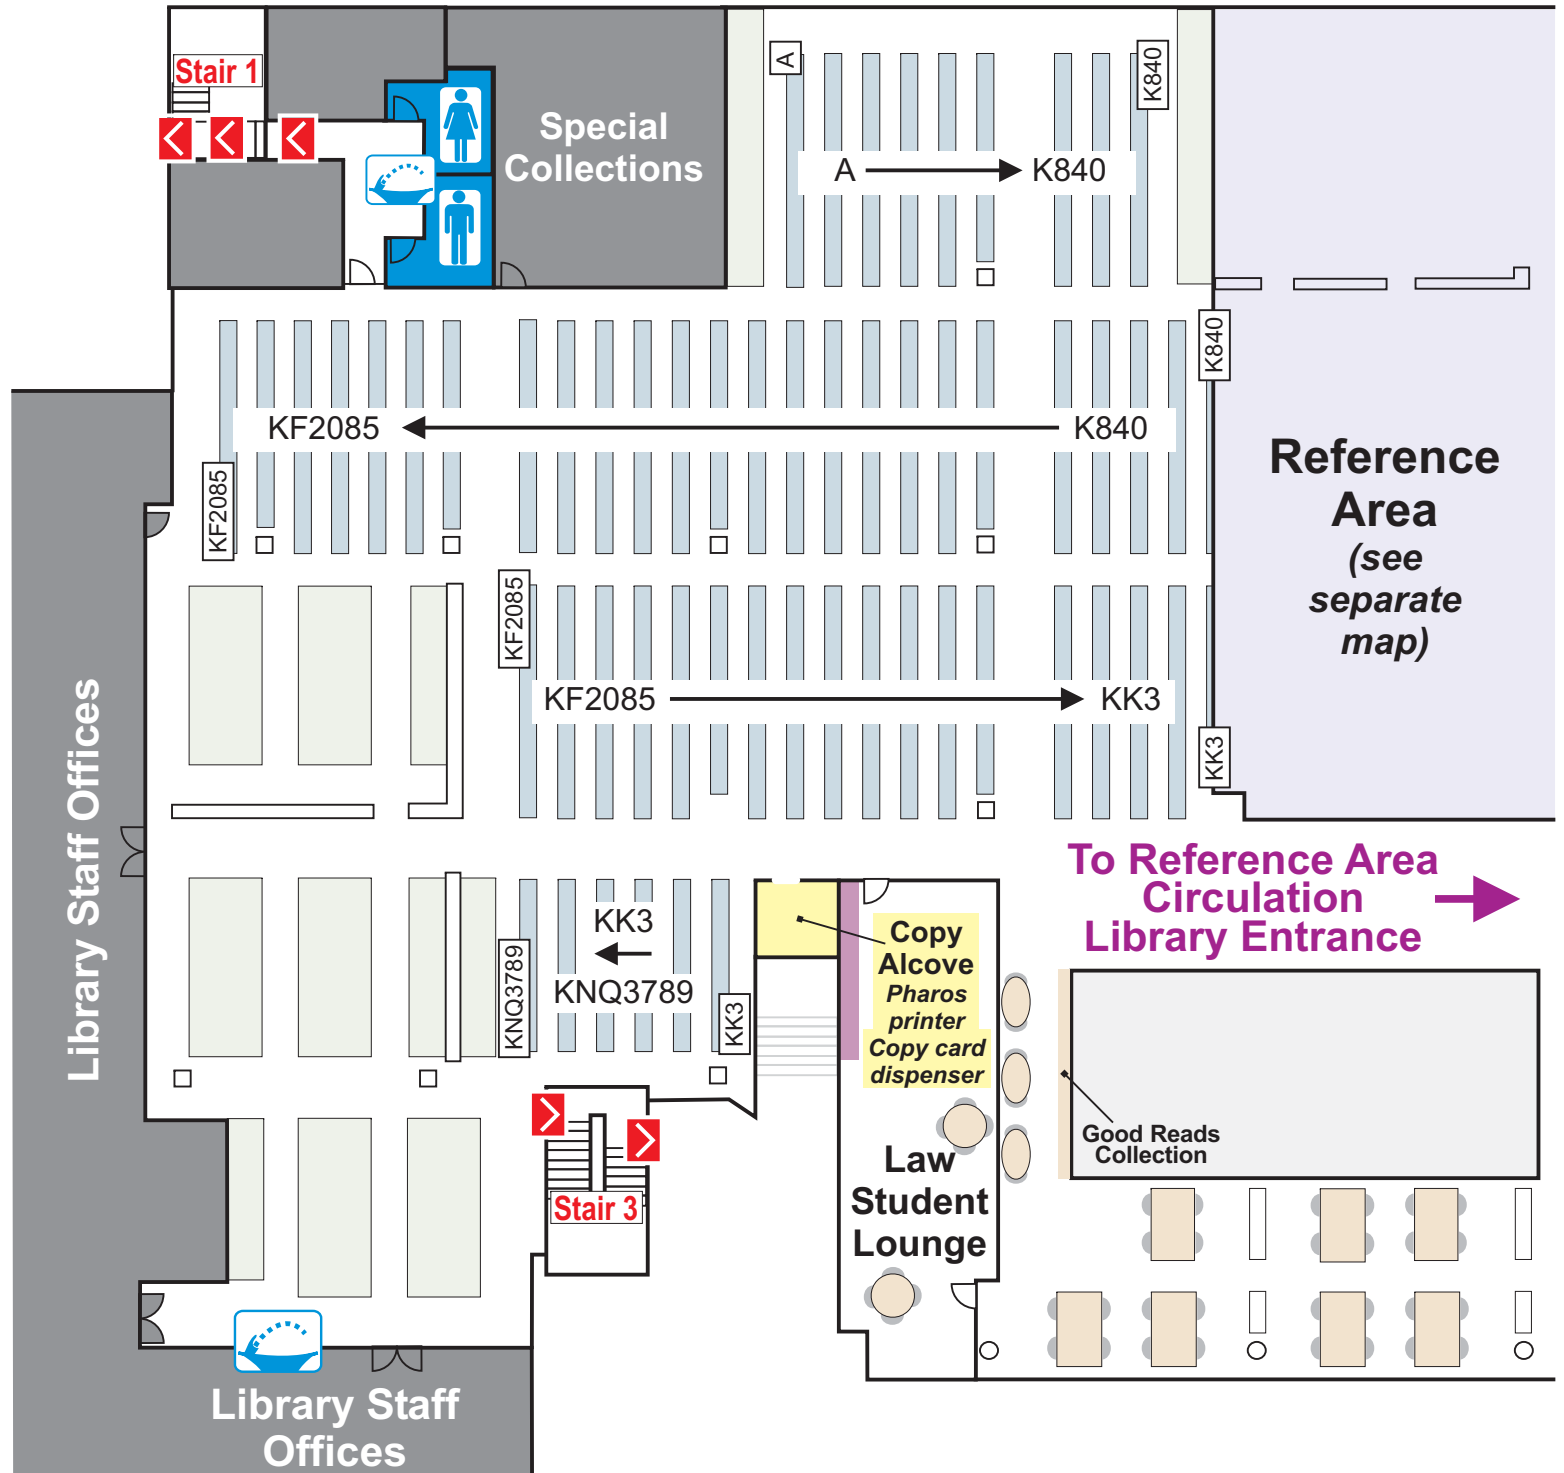 Stair 1
Special
Collections
A
K840
A
K840
K840
KF2085
K840
KF2085
Reference
Area
(see
separate
map)
KF2085
KF2085
KK3
KK3
Library Staff Offices
To Reference Area
Circulation
Library Entrance
KK3
KNQ3789
KNQ3789
KK3
Copy
Alcove
Pharos
printer
Copy card
dispenser
Good Reads
Collection
Law
Student
Lounge
Stair 3
Library Staff
Offices